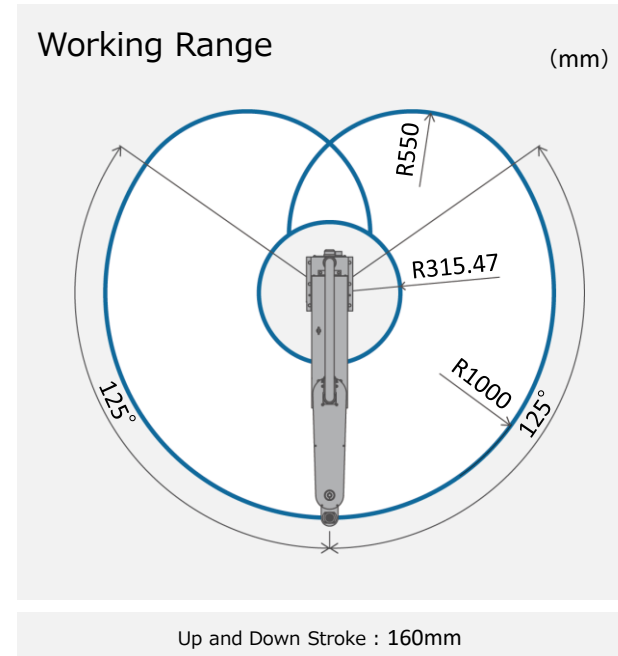 Working Range
（mm）
R550
R315.47
R1000
125°
125°
Up and Down Stroke : 160mm